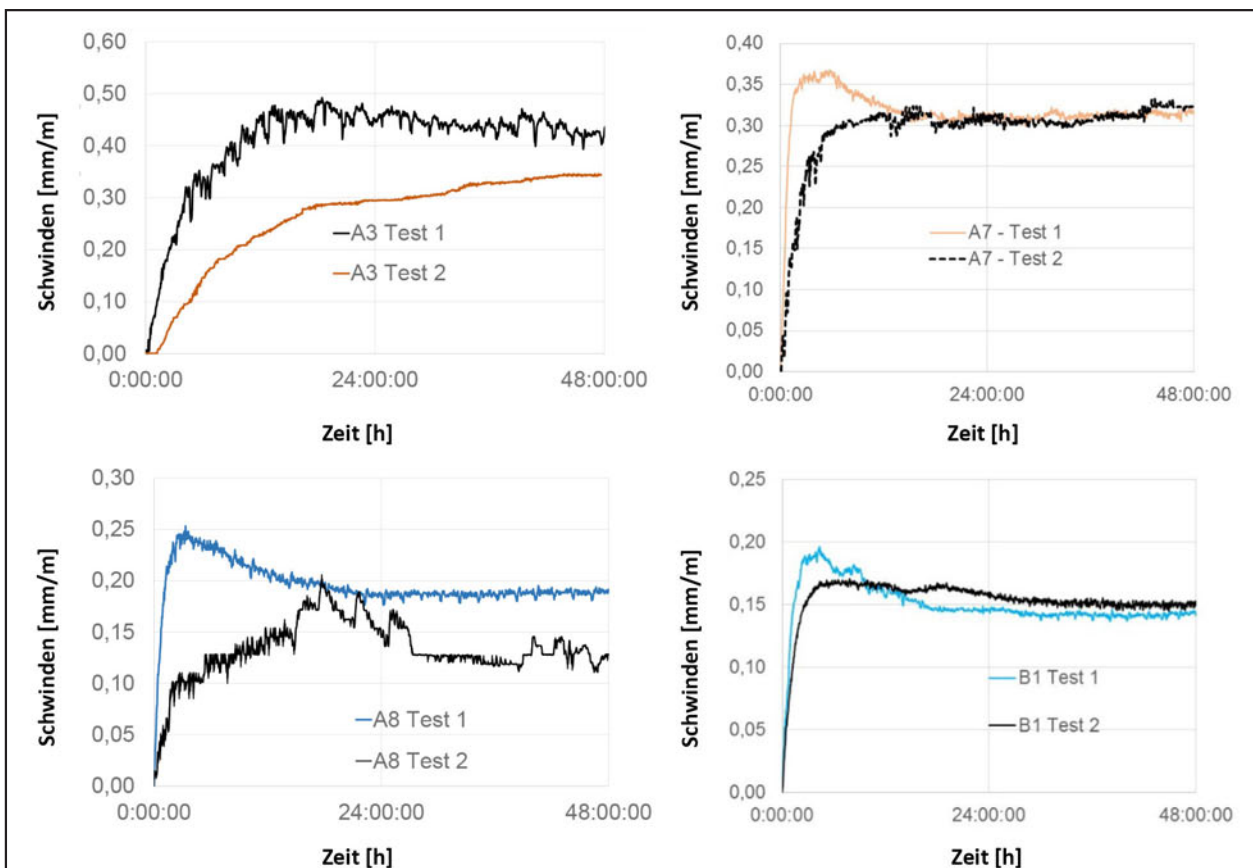 0,60
0,50
0,40
0,30
0,20
0,10
0,00
Schwinden [mm/m]
A3 Test 1
A3 Test 2
0:00:00
24:00:00
48:00:00
Zeit [h]
0,40
0,35
0,30
0,25
0,20
0,15
0,10
0,05
0,00
Schwinden [mm/m]
A7 - Test 1
A7 - Test 2
0:00:00
24:00:00
48:00:00
Zeit [h]
0,30
0,25
0,20
0,15
0,10
0,05
0,00
Schwinden [mm/m]
A8 Test 1
A8 Test 2
0:00:00
24:00:00
48:00:00
Zeit [h]
0,25
0,20
0,15
0,10
0,05
0,00
Schwinden [mm/m]
B1 Test 1
B1 Test 2
0:00:00
24:00:00
48:00:00
Zeit [h]